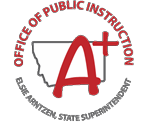 OFFICE OF PUBLIC INSTRUCTION
A+
ELSIE ARNTZEN, STATE SUPERINTENDENT